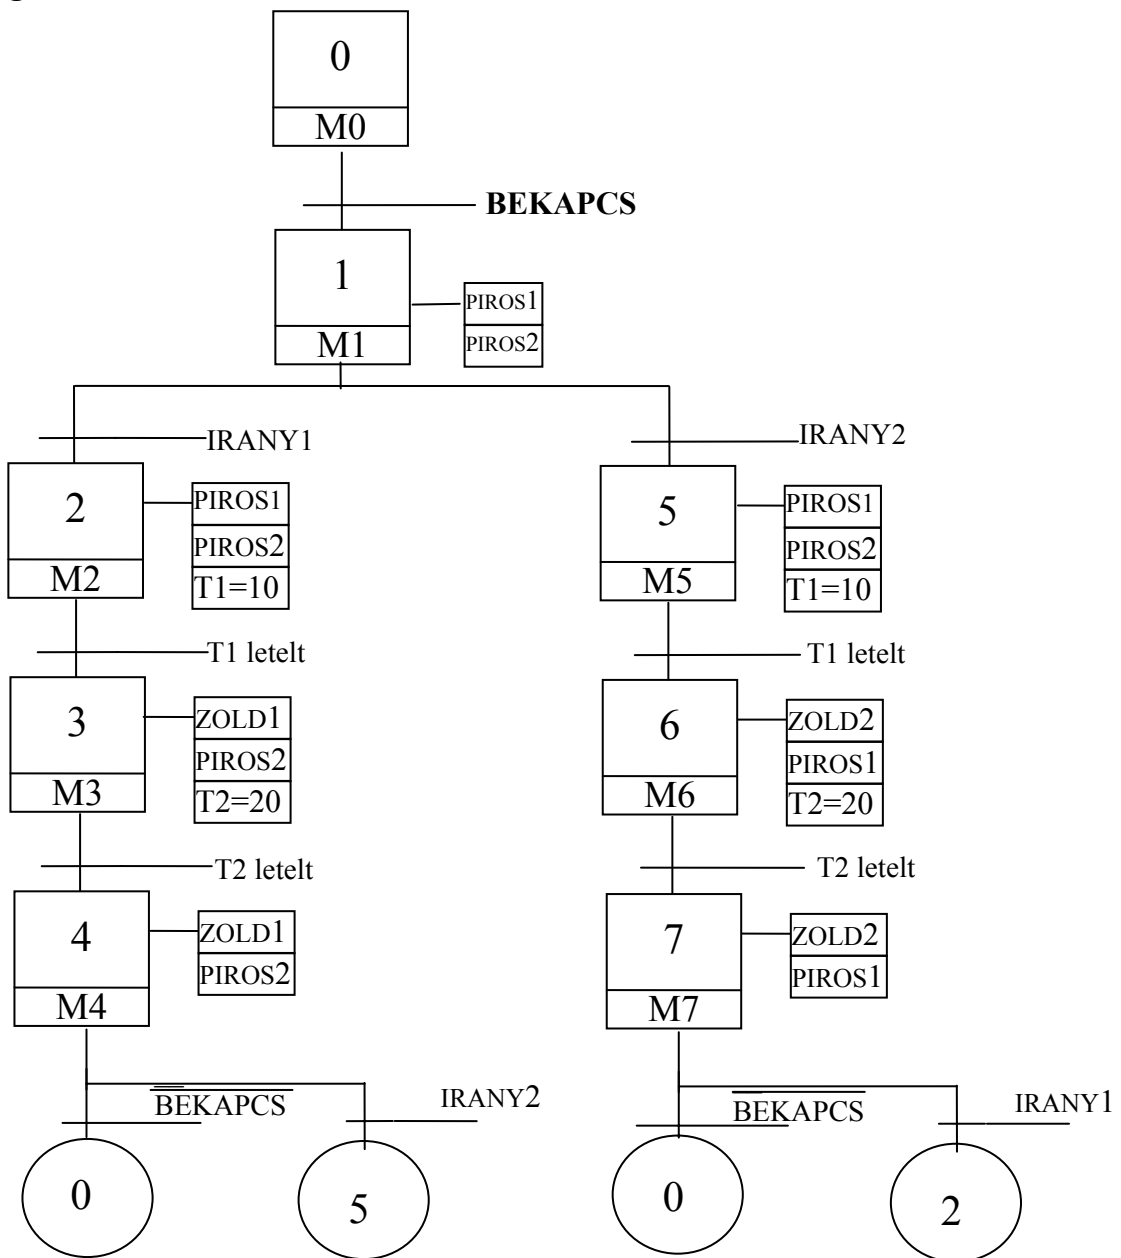 0
M0
BEKAPCS
1
M1
PIROS1
PIROS2
IRANY1
IRANY2
2
M2
PIROS1
PIROS2
T1=10
5
M5
PIROS1
PIROS2
T1=10
T1 letelt
T1 letelt
3
M3
ZOLD1
PIROS2
T2=20
6
M6
ZOLD2
PIROS1
T2=20
T2 letelt
T2 letelt
4
M4
ZOLD1
PIROS2
7
M7
ZOLD2
PIROS1
BEKAPCS
IRANY2
BEKAPCS
IRANY1
0
5
0
2